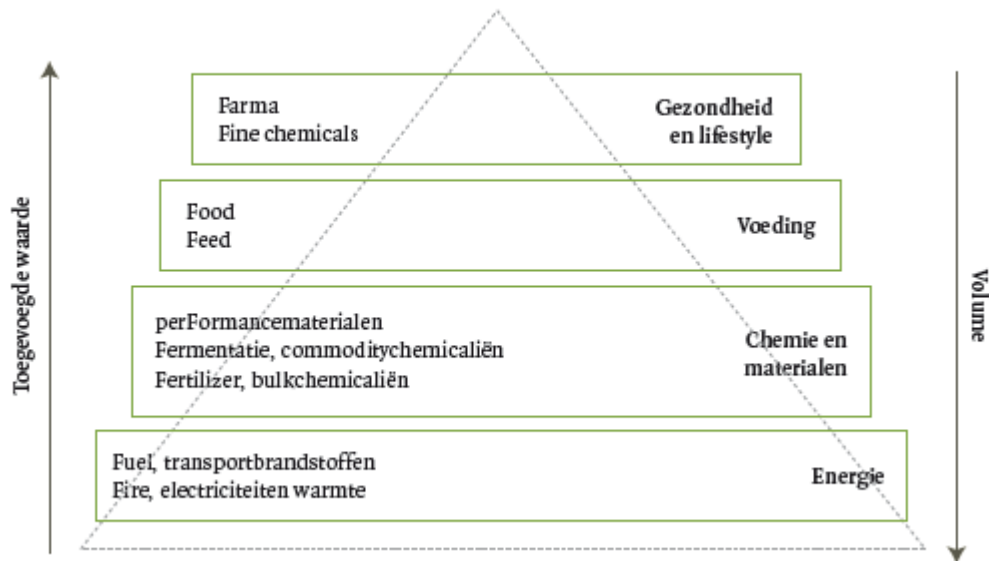 Toegevoegde waarde
Farma
Fine chemicals
Gezondheid
en lifestyle
Food
Feed
Voeding
perFormancematerialen
Fermentatie, commoditychemicaliën
Fertilizer, bulkchemicaliën
Chemie en
materialen
Fuel, transportbrandstoffen
Fire, electriciteiten warmte
Energie
Volume